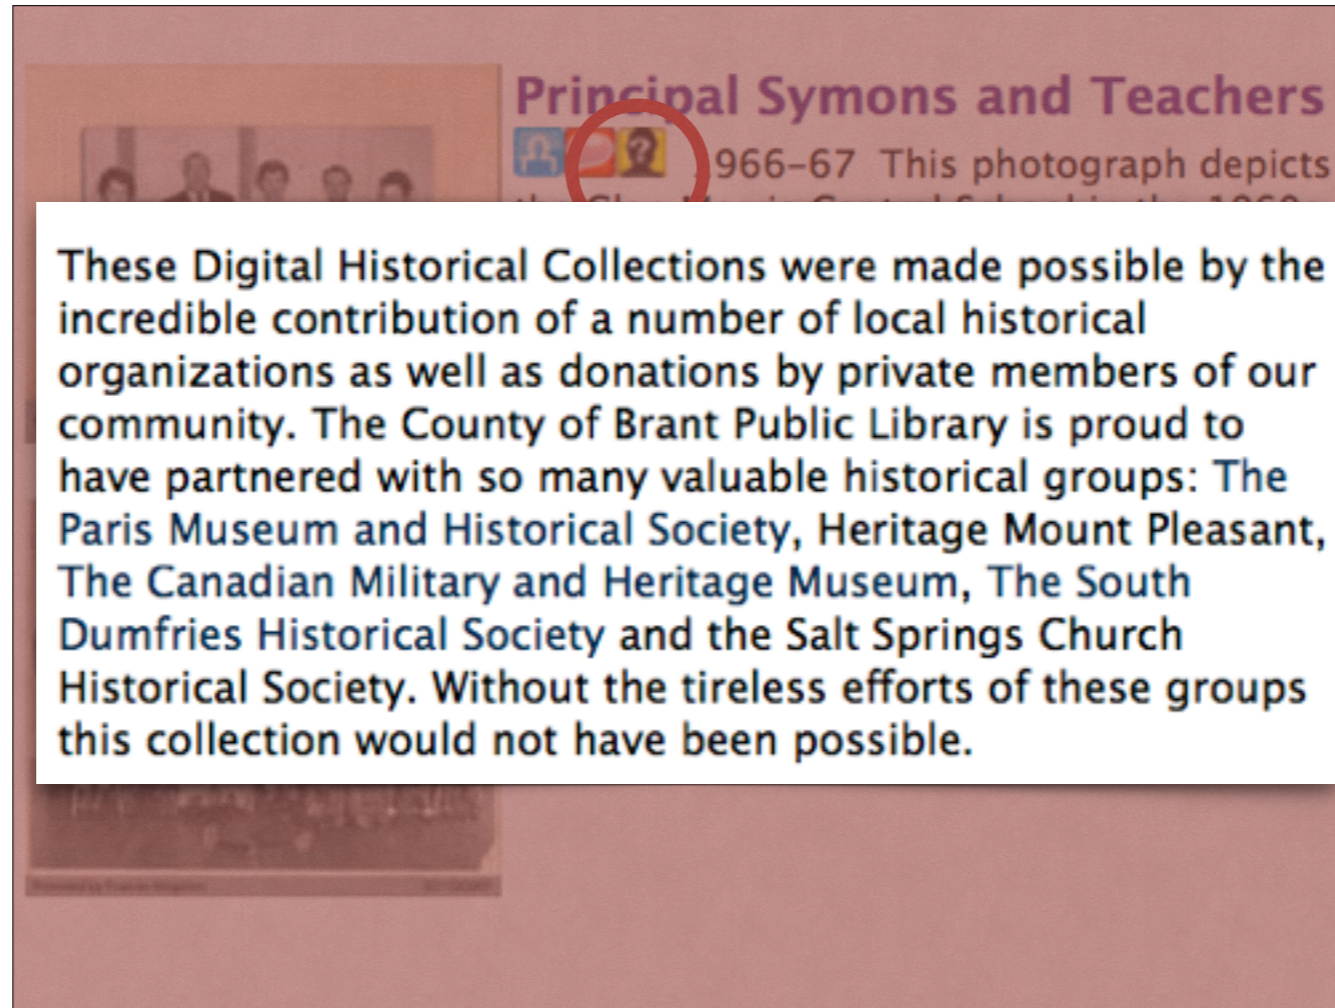 Principal Symons and Teachers
966–67 This photograph depicts
These Digital Historical Collections were made possible by the
incredible contribution of a number of local historical
organizations as well as donations by private members of our
community. The County of Brant Public Library is proud to
have partnered with so many valuable historical groups: The
Paris Museum and Historical Society, Heritage Mount Pleasant,
The Canadian Military and Heritage Museum, The South
Dumfries Historical Society and the Salt Springs Church
Historical Society. Without the tireless efforts of these groups
this collection would not have been possible.